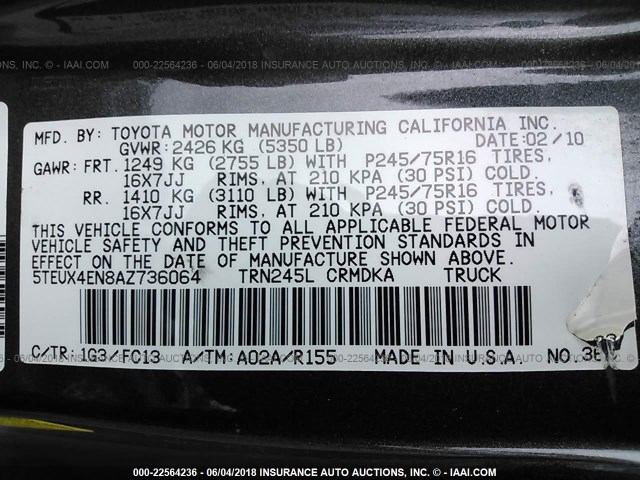 000-22564236 - 06/04/2018 INSURANCE AUTO AUCTIONS, INC. - © - IAAI.COM
MFD. BY: TOYOTA MOTOR MANUFACTURING CALIFORNIA INC.
GVWR: 2426 KG (5350 LB) DATE: 02/10
GAWR: FRT. 1249 KG (2755 LB) WITH P245/75R16 TIRES,
16X7JJ RIMS, AT 210 KPA (30 PSI) COLD.
RR. 1410 KG (3110 LB) WITH P245/75R16 TIRES,
16X7JJ RIMS, AT 210 KPA (30 PSI) COLD.
THIS VEHICLE CONFORMS TO ALL APPLICABLE FEDERAL MOTOR
VEHICLE SAFETY AND THEFT PREVENTION STANDARDS IN
EFFECT ON THE DATE OF MANUFACTURE SHOWN ABOVE.
5TEUX4EN8AZ736064 TRN245L CRMDKA TRUCK
C/TR: 1G3/FC13 A/TM: A02A/R155 MADE IN U.S.A. NO.
000-22564236 - 06/04/2018 INSURANCE AUTO AUCTIONS, INC. - © - IAAI.COM